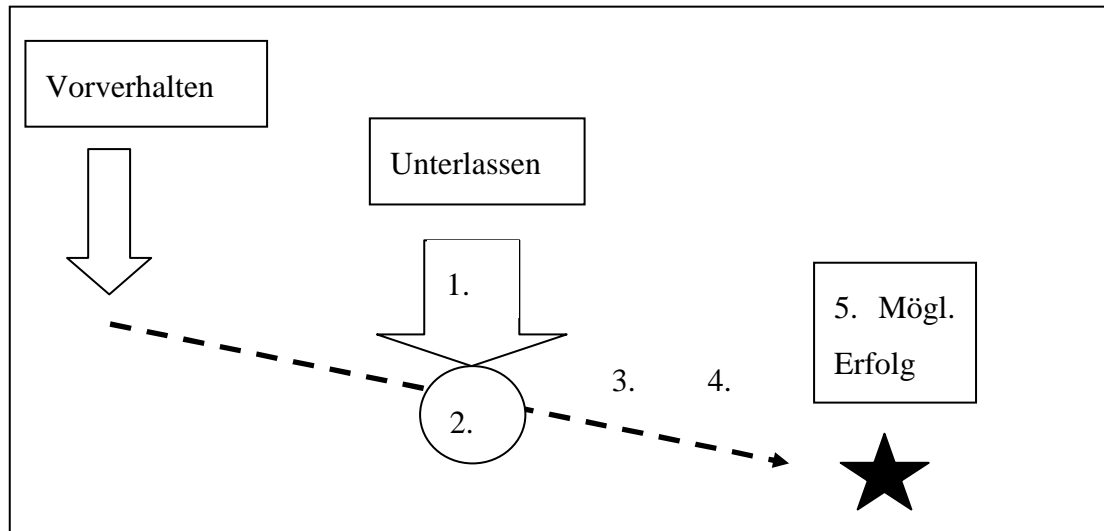 Vorverhalten
Unterlassen
1.
5. Mögl.
Erfolg
3. 4.
2.